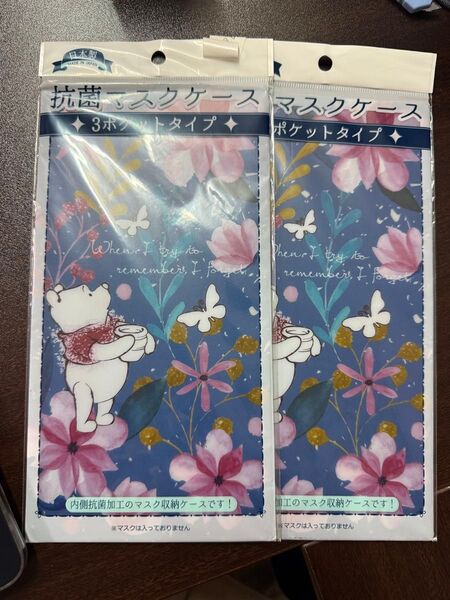 日本製
MADE IN JAPAN
抗菌マスクケース
3ポケットタイプ
When I try to
remember, I forget
内側抗菌加工のマスク収納ケースです!
※マスクは入っておりません
マスクケース
ポケットタイプ
When I try to
remember, I forget.
加工のマスク収納ケースです!
※マスクは入っておりません